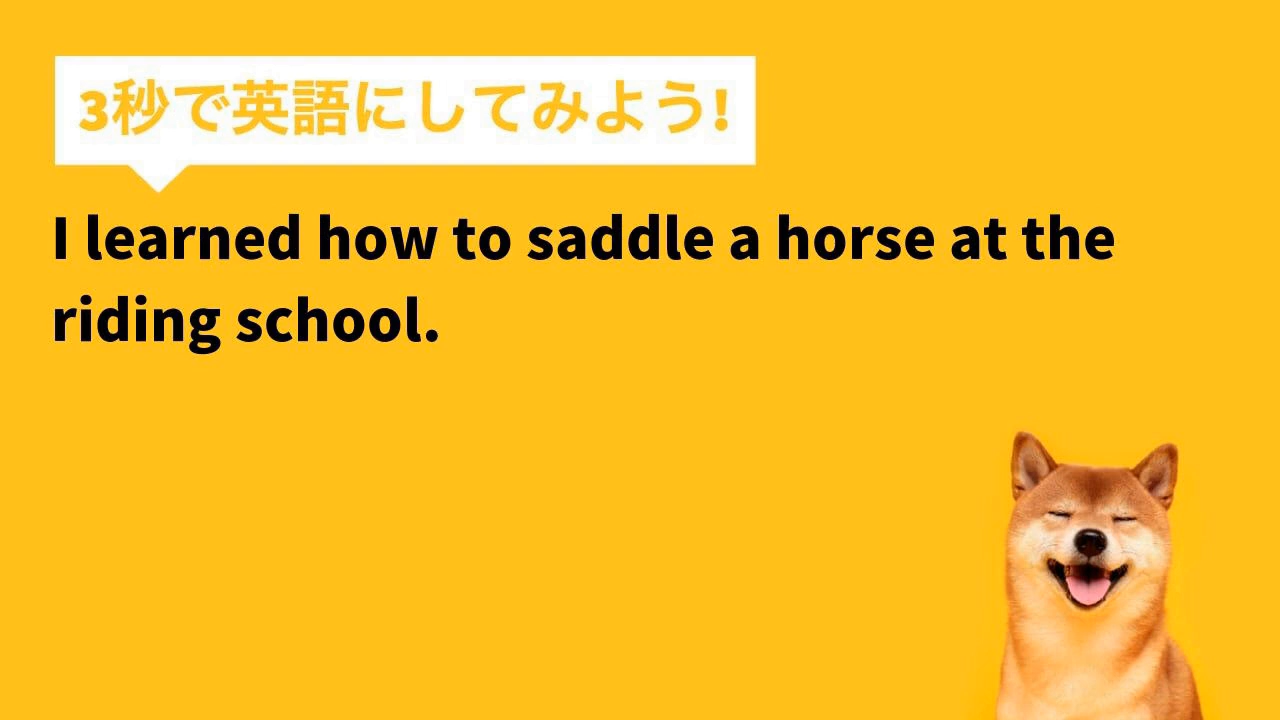 3秒で英語にしてみよう!
I learned how to saddle a horse at the
riding school.